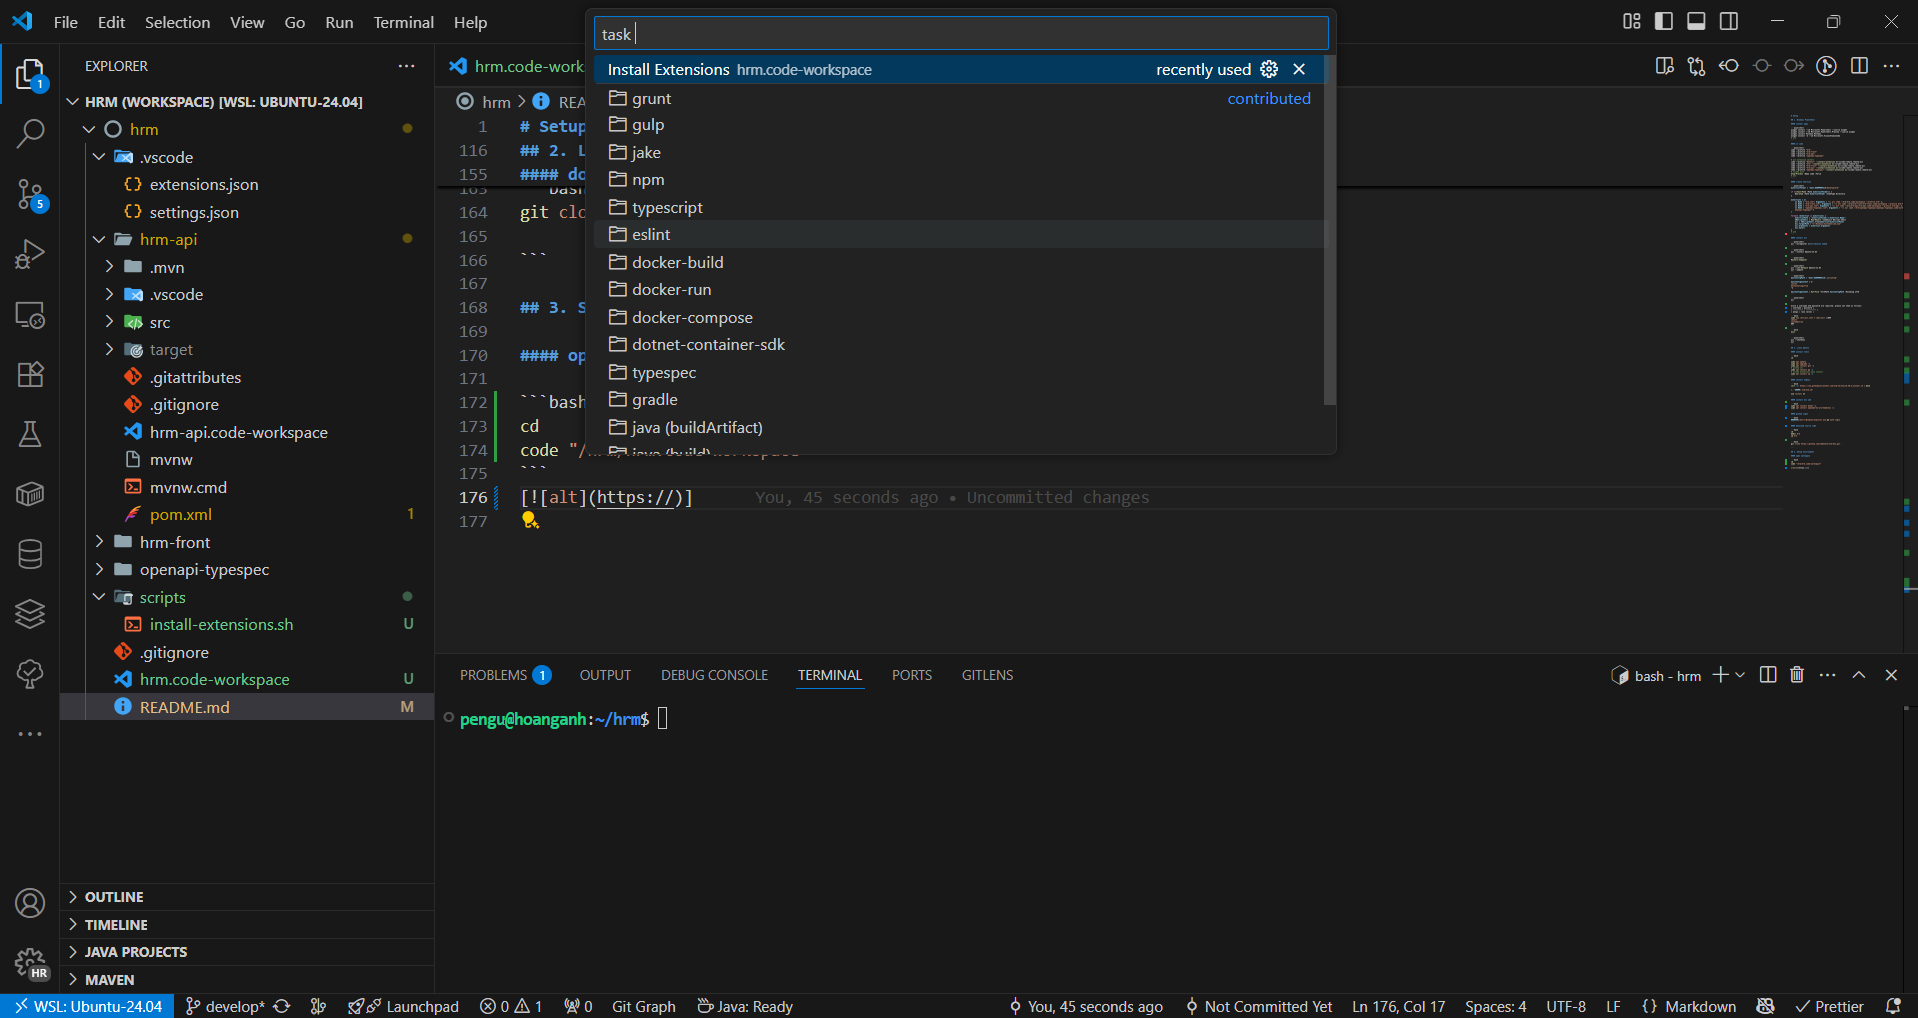 File Edit Selection View Go Run Terminal Help
task
EXPLORER
HRM (WORKSPACE) [WSL: UBUNTU-24.04]
hrm
.vscode
extensions.json
settings.json
hrm-api
.mvn
.vscode
src
target
.gitattributes
.gitignore
hrm-api.code-workspace
mvnw
mvnw.cmd
pom.xml 1
hrm-front
openapi-typespec
scripts
install-extensions.sh U
.gitignore
hrm.code-workspace U
README.md M
OUTLINE
TIMELINE
JAVA PROJECTS
MAVEN
1
5
HR
hrm.code-work
hrm > REA
Install Extensions hrm.code-workspace recently used
grunt contributed
gulp
jake
npm
typescript
eslint
docker-build
docker-run
docker-compose
dotnet-container-sdk
typespec
gradle
java (buildArtifact)
java (build)
1 # Setup
116 ## 2. L
155 #### do
163 bash
164 git clo
165
166 ```
167
168 ## 3. S
169
170 #### op
171
172 ```bash
173 cd
174 code "/
175 ```
176 [![alt](https://)] You, 45 seconds ago • Uncommitted changes
177
PROBLEMS 1 OUTPUT DEBUG CONSOLE TERMINAL PORTS GITLENS
bash - hrm
pengu@hoanganh:~/hrm$
WSL: Ubuntu-24.04 develop* Launchpad 0 1 0 Git Graph Java: Ready You, 45 seconds ago Not Committed Yet Ln 176, Col 17 Spaces: 4 UTF-8 LF {} Markdown Prettier